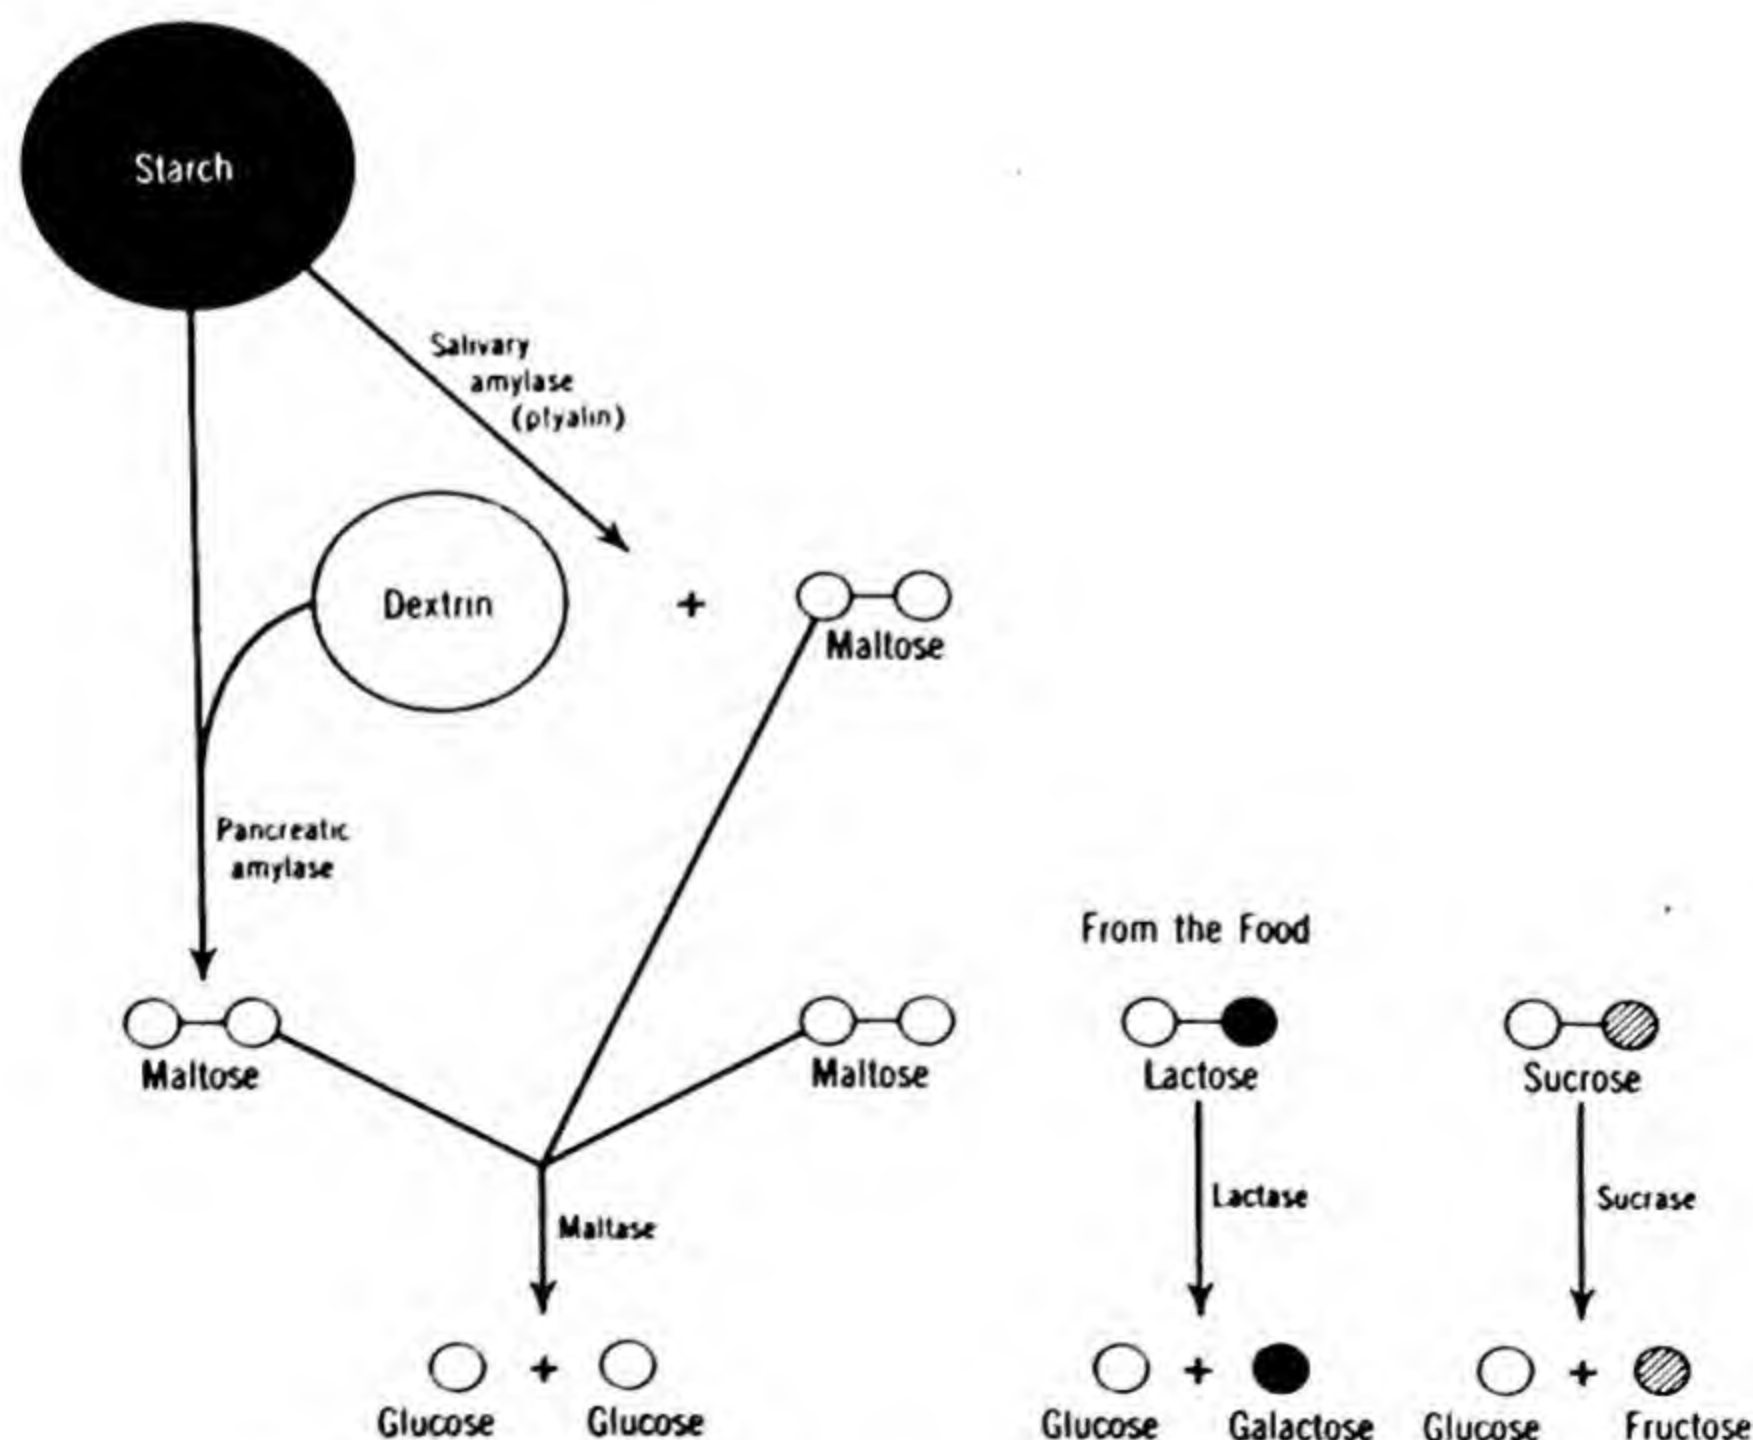 Starch
Salivary
amylase
(ptyalin)
Dextrin
+
Maltose
Pancreatic
amylase
From the Food
Maltose
Maltose
Lactose
Sucrose
Maltase
Lactase
Sucrase
+
+
+
Glucose
Glucose
Glucose
Galactose
Glucose
Fructose